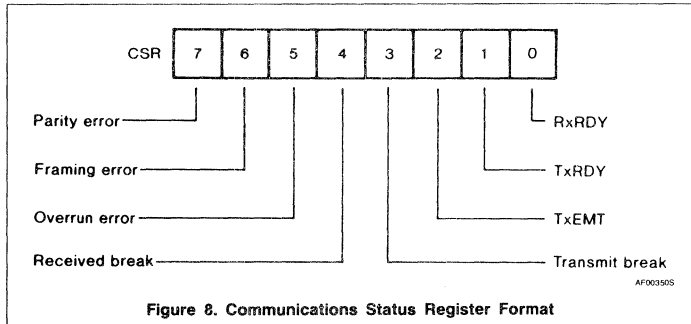 CSR 7 6 5 4 3 2 1 0
Parity error RxRDY
Framing error TxRDY
Overrun error TxEMT
Received break Transmit break
AF00350S
Figure 8. Communications Status Register Format